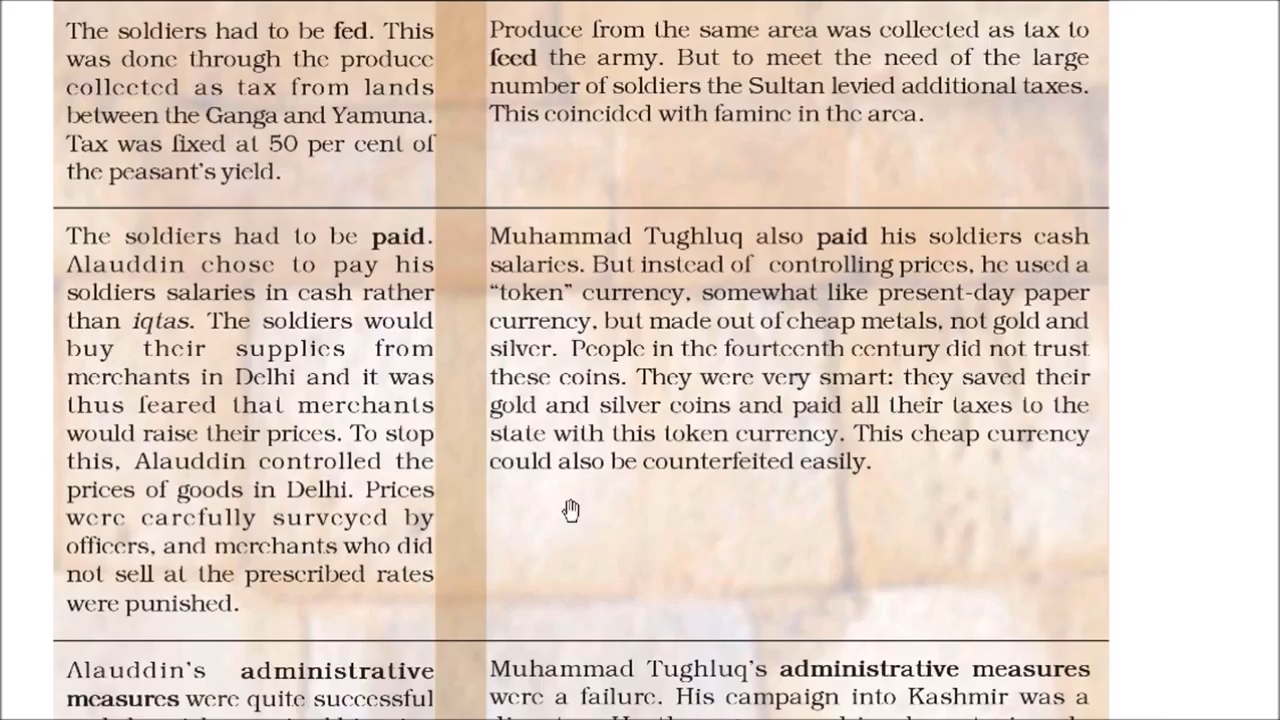 The soldiers had to be fed. This
was done through the produce
collected as tax from lands
between the Ganga and Yamuna.
Tax was fixed at 50 per cent of
the peasant's yield.
Produce from the same area was collected as tax to
feed the army. But to meet the need of the large
number of soldiers the Sultan levied additional taxes.
This coincided with famine in the area.
The soldiers had to be paid.
Alauddin chose to pay his
soldiers salaries in cash rather
than iqtas. The soldiers would
buy their supplies from
merchants in Delhi and it was
thus feared that merchants
would raise their prices. To stop
this, Alauddin controlled the
prices of goods in Delhi. Prices
were carefully surveyed by
officers, and merchants who did
not sell at the prescribed rates
were punished.
Muhammad Tughluq also paid his soldiers cash
salaries. But instead of controlling prices, he used a
“token” currency, somewhat like present-day paper
currency, but made out of cheap metals, not gold and
silver. People in the fourteenth century did not trust
these coins. They were very smart: they saved their
gold and silver coins and paid all their taxes to the
state with this token currency. This cheap currency
could also be counterfeited easily.
Alauddin's administrative
measures were quite successful
Muhammad Tughluq's administrative measures
were a failure. His campaign into Kashmir was a